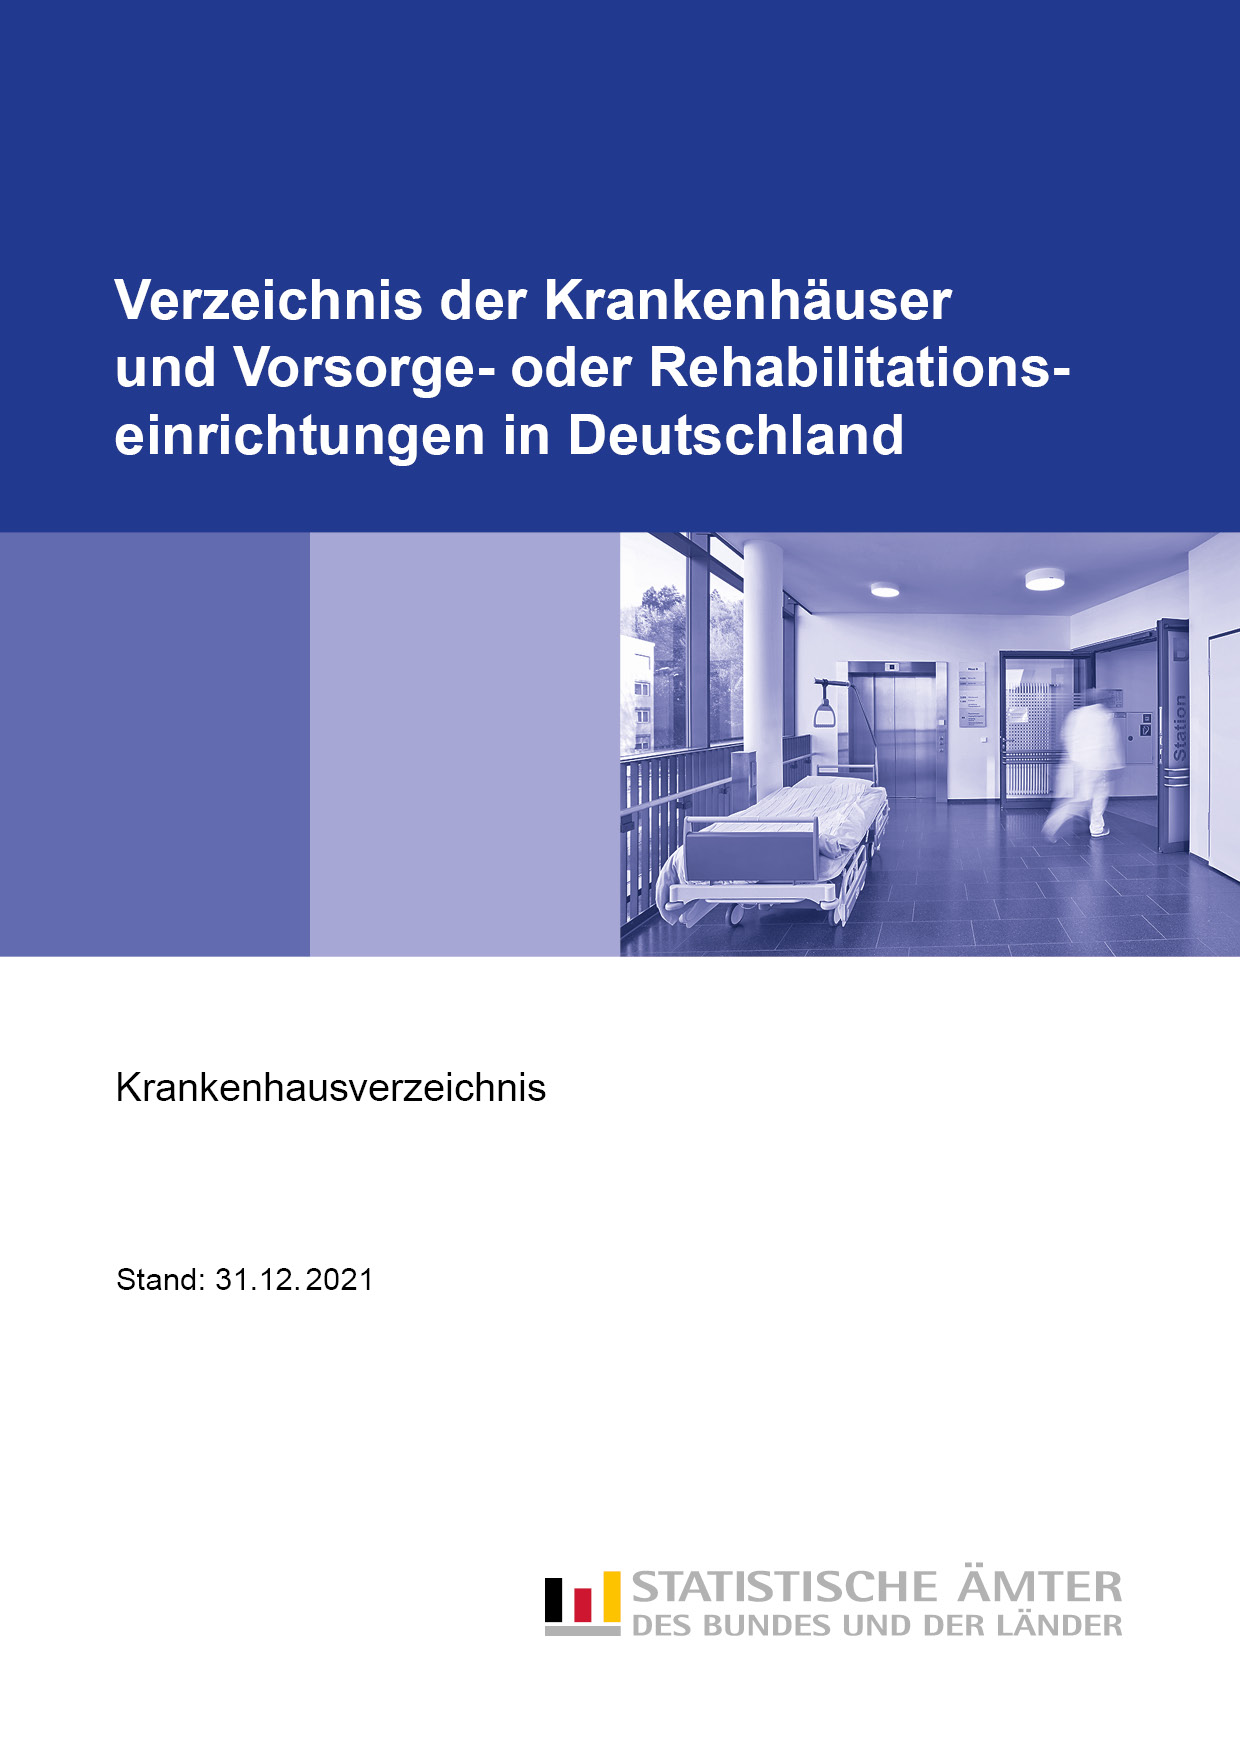 Verzeichnis der Krankenhäuser
und Vorsorge- oder Rehabilitations-
einrichtungen in Deutschland
Station
Krankenhausverzeichnis
Stand: 31.12.2021
STATISTISCHE ÄMTER
DES BUNDES UND DER LÄNDER